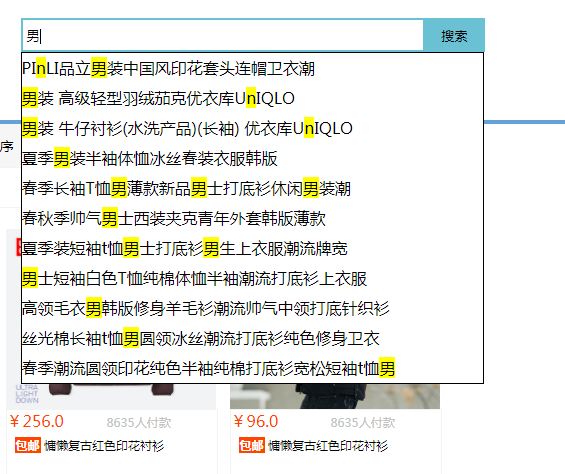 男
搜索
PInLI品立男装中国风印花套头连帽卫衣潮
男装 高级轻型羽绒茄克优衣库UnIQLO
男装 牛仔衬衫(水洗产品)(长袖) 优衣库UnIQLO
序
夏季男装半袖体恤冰丝春装衣服韩版
春季长袖T恤男薄款新品男士打底衫休闲男装潮
春秋季帅气男士西装夹克青年外套韩版薄款
夏季装短袖t恤男士打底衫男生上衣服潮流牌宽
男士短袖白色T恤纯棉体恤半袖潮流打底衫上衣服
高领毛衣男韩版修身羊毛衫潮流帅气中领打底针织衫
丝光棉长袖t恤男圆领冰丝潮流打底衫纯色修身卫衣
春季潮流圆领印花纯色半袖纯棉打底衫宽松短袖t恤男
ULTRA
LIGHT
DOWN
¥ 256.0 8635人付款
包邮 慵懒复古红色印花衬衫
¥ 96.0 8635人付款
包邮 慵懒复古红色印花衬衫